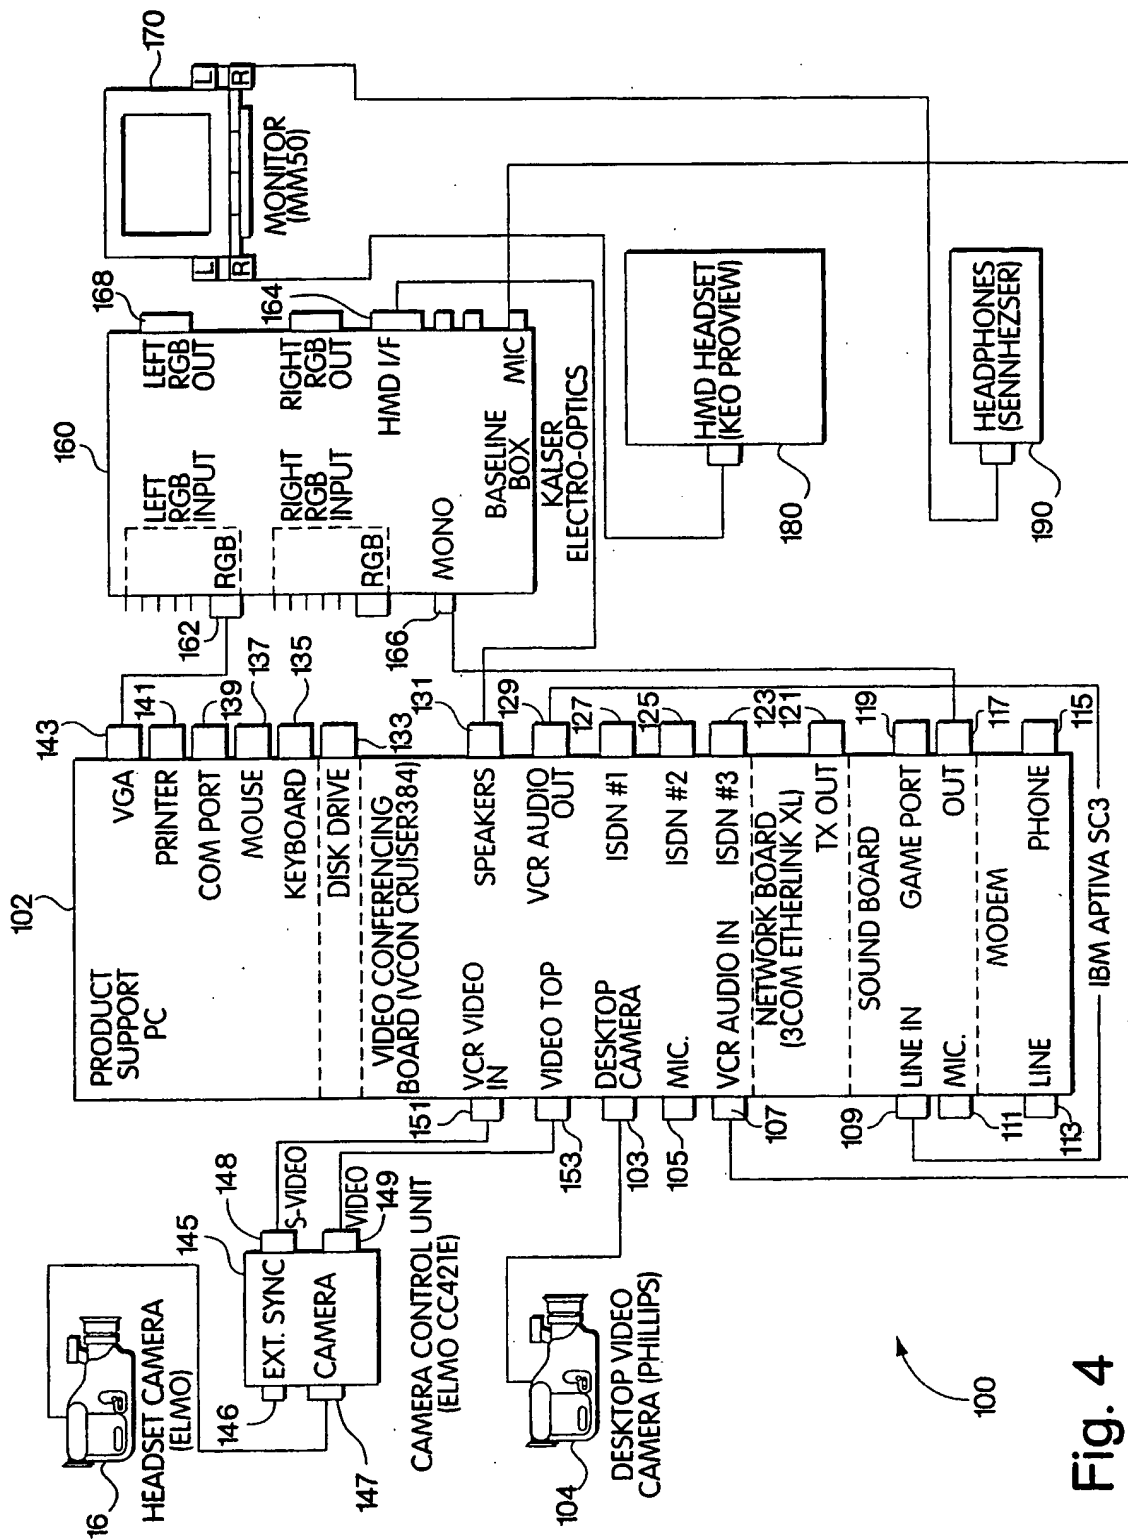 16
HEADSET CAMERA
(ELMO)
146
147
145
148
149
EXT. SYNC
CAMERA
S-VIDEO
VIDEO
CAMERA CONTROL UNIT
(ELMO CC421E)
104
DESKTOP VIDEO
CAMERA (PHILLIPS)
100
102
PRODUCT
SUPPORT
PC
143
141
139
137
135
133
VGA
PRINTER
COM PORT
MOUSE
KEYBOARD
DISK DRIVE
VIDEO CONFERENCING
BOARD (VCON CRUISER384)
151
153
103
105
107
VCR VIDEO
IN
VIDEO TOP
DESKTOP
CAMERA
MIC.
VCR AUDIO IN
131
129
127
125
123
SPEAKERS
VCR AUDIO
OUT
ISDN #1
ISDN #2
ISDN #3
NETWORK BOARD
(3COM ETHERLINK XL)
121
TX OUT
SOUND BOARD
109
111
LINE IN
MIC.
119
117
GAME PORT
OUT
MODEM
113
LINE
115
PHONE
IBM APTIVA SC3
160
162
166
LEFT
RGB
INPUT
RGB
RIGHT
RGB
INPUT
RGB
MONO
168
LEFT
RGB
OUT
RIGHT
RGB
OUT
164
HMD I/F
MIC
BASELINE
BOX
KALSER
ELECTRO-OPTICS
170
L
R
L
R
MONITOR
(MM50)
HMD HEADSET
(KEO PROVIEW)
180
HEADPHONES
(SENNHEZSER)
190
Fig. 4